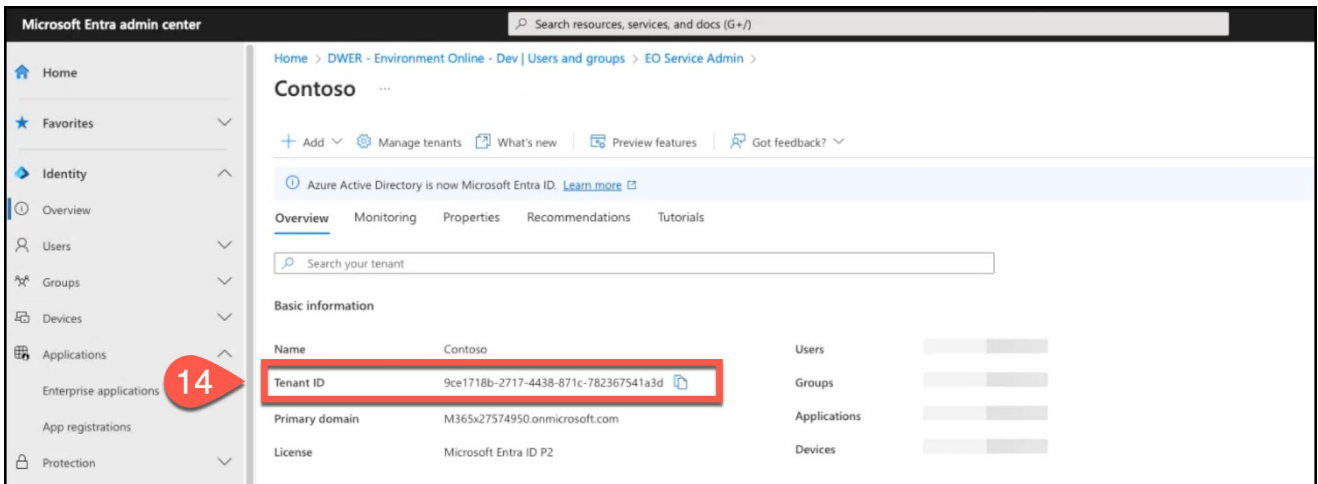 Microsoft Entra admin center
Search resources, services, and docs (G+/)
Home > DWER - Environment Online - Dev | Users and groups > EO Service Admin >
Contoso ...
Add
Manage tenants
What's new
Preview features
Got feedback?
Azure Active Directory is now Microsoft Entra ID. Learn more
Overview
Monitoring
Properties
Recommendations
Tutorials
Search your tenant
Basic information
Name Contoso
Tenant ID 9ce1718b-2717-4438-871c-782367541a3d
Primary domain M365x27574950.onmicrosoft.com
License Microsoft Entra ID P2
Users
Groups
Applications
Devices
Home
Favorites
Identity
Overview
Users
Groups
Devices
Applications
Enterprise applications
App registrations
Protection
14